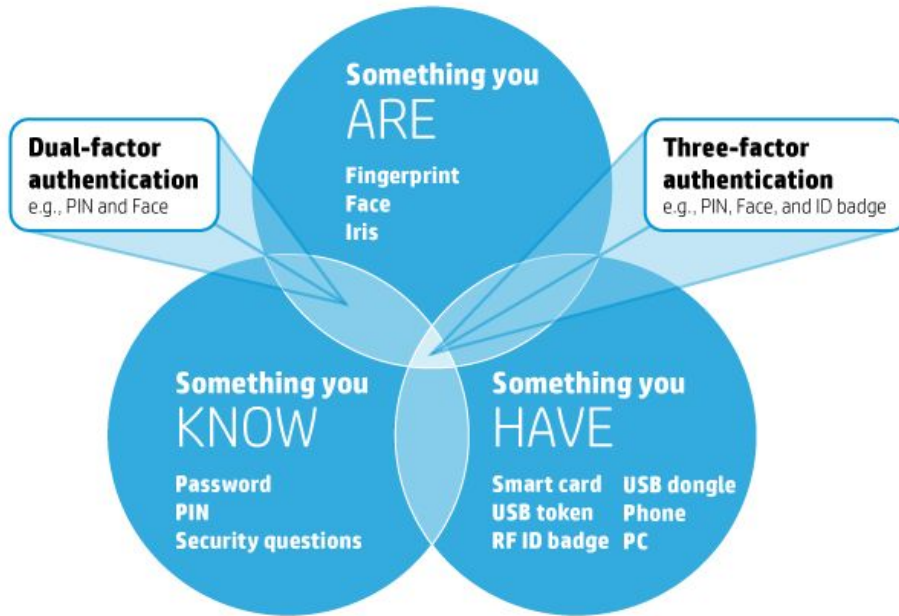 Something you
ARE
Fingerprint
Face
Iris
Dual-factor
authentication
e.g., PIN and Face
Three-factor
authentication
e.g., PIN, Face, and ID badge
Something you
KNOW
Password
PIN
Security questions
Something you
HAVE
Smart card USB dongle
USB token Phone
RF ID badge PC